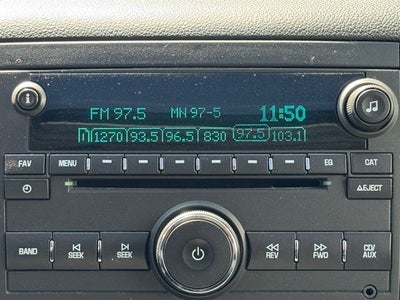 FM 97.5 MN 97-5 11:50
1 1270 93.5 96.5 830 97.5 103.1
FAV MENU EQ CAT
EJECT
BAND SEEK SEEK REV FWD CD/AUX